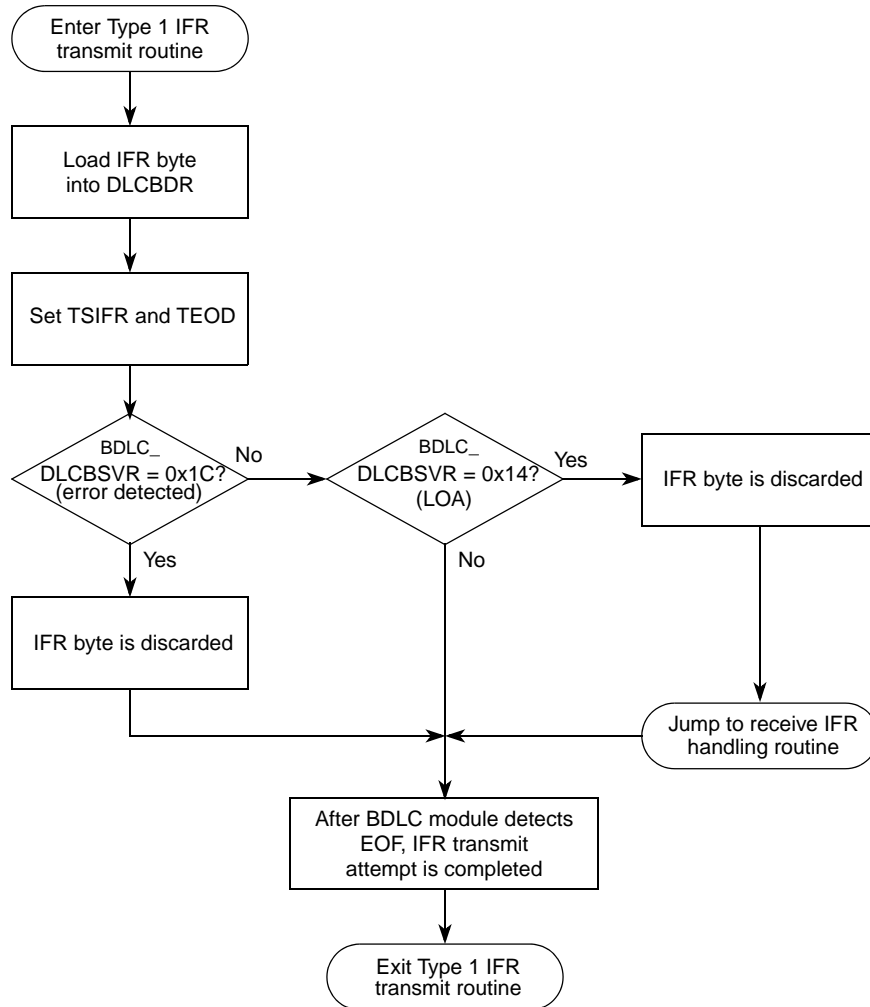 Enter Type 1 IFR
transmit routine
Load IFR byte
into DLCBDR
Set TSIFR and TEOD
BDLC_
DLCBSVR = 0x1C?
(error detected)
No
Yes
BDLC_
DLCBSVR = 0x14?
(LOA)
Yes
No
IFR byte is discarded
IFR byte is discarded
Jump to receive IFR
handling routine
After BDLC module detects
EOF, IFR transmit
attempt is completed
Exit Type 1 IFR
transmit routine